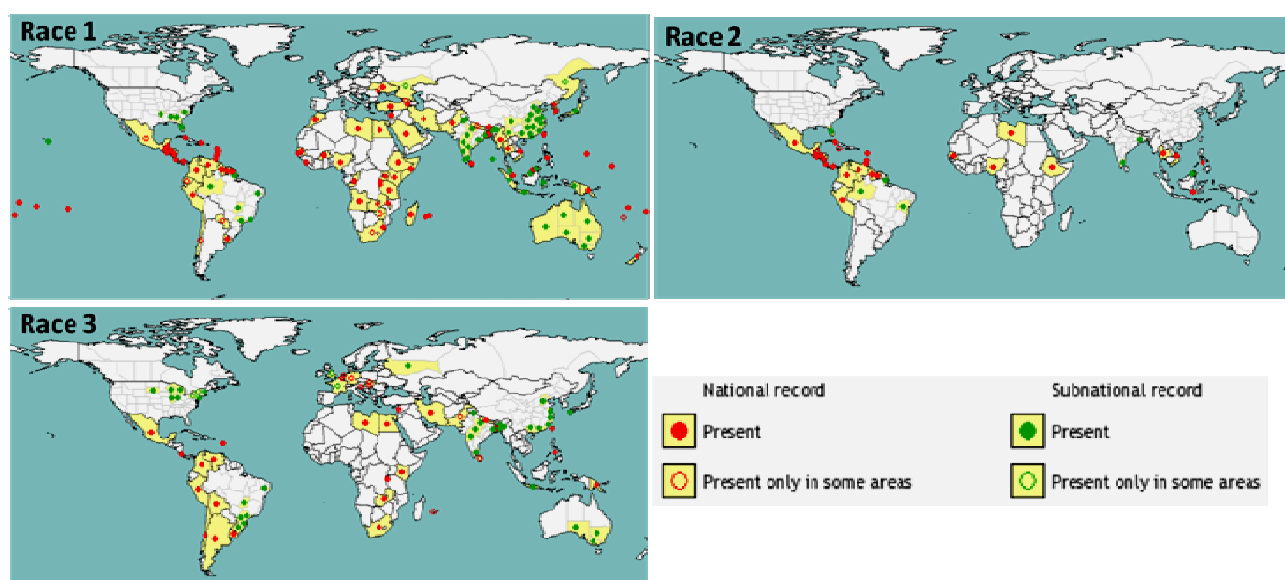 Race 1
Race 2
Race 3
National record
Subnational record
Present
Present
Present only in some areas
Present only in some areas